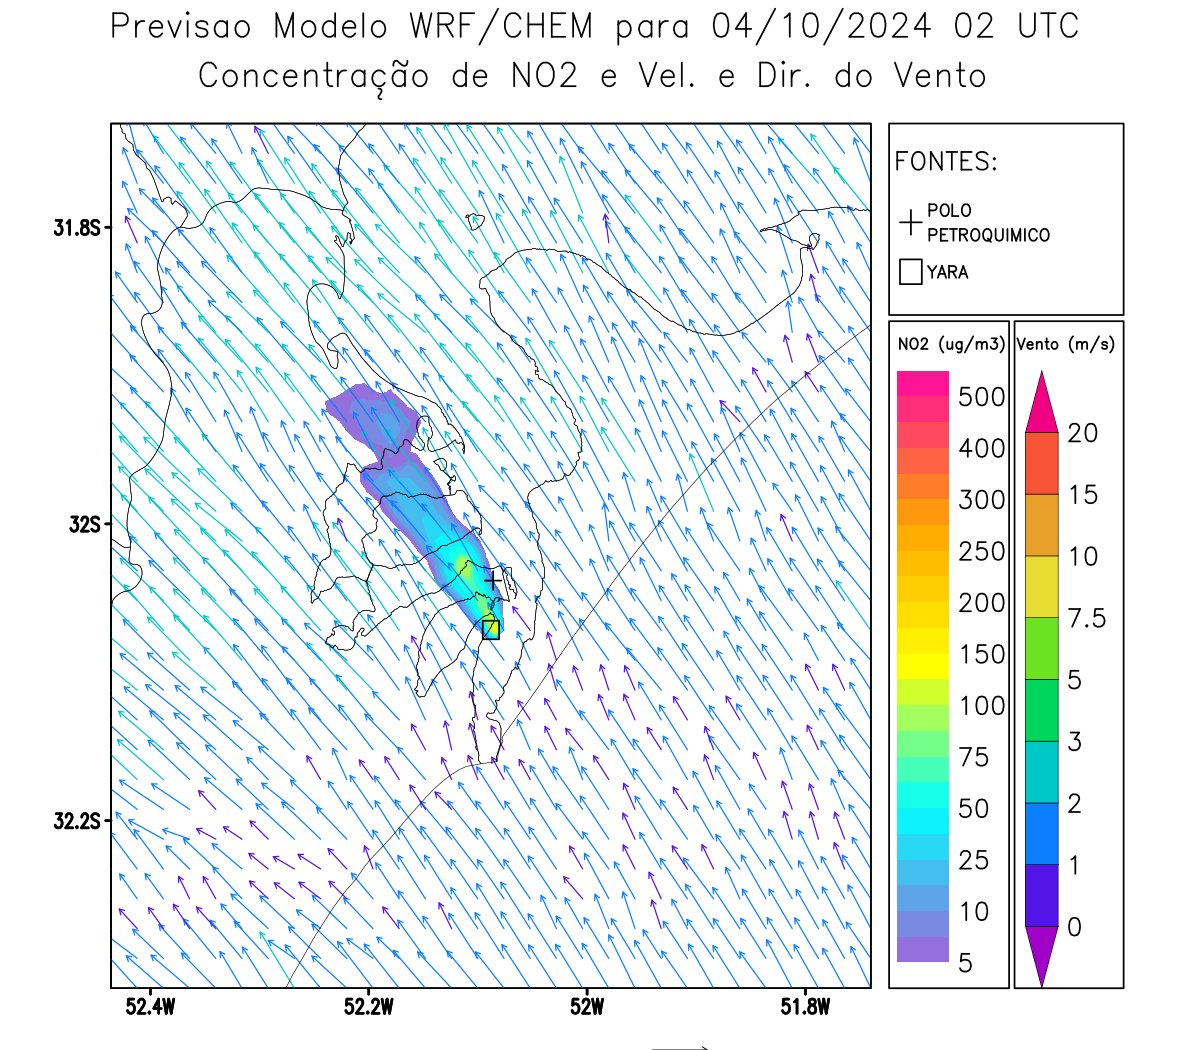 Previsao Modelo WRF/CHEM para 04/10/2024 02 UTC
Concentração de NO2 e Vel. e Dir. do Vento
FONTES:
POLO
PETROQUIMICO
YARA
NO2 (ug/m3)
500
400
300
250
200
150
100
75
50
25
10
5
Vento (m/s)
20
15
10
7.5
5
3
2
1
0
31.8S
32S
32.2S
52.4W
52.2W
52W
51.8W